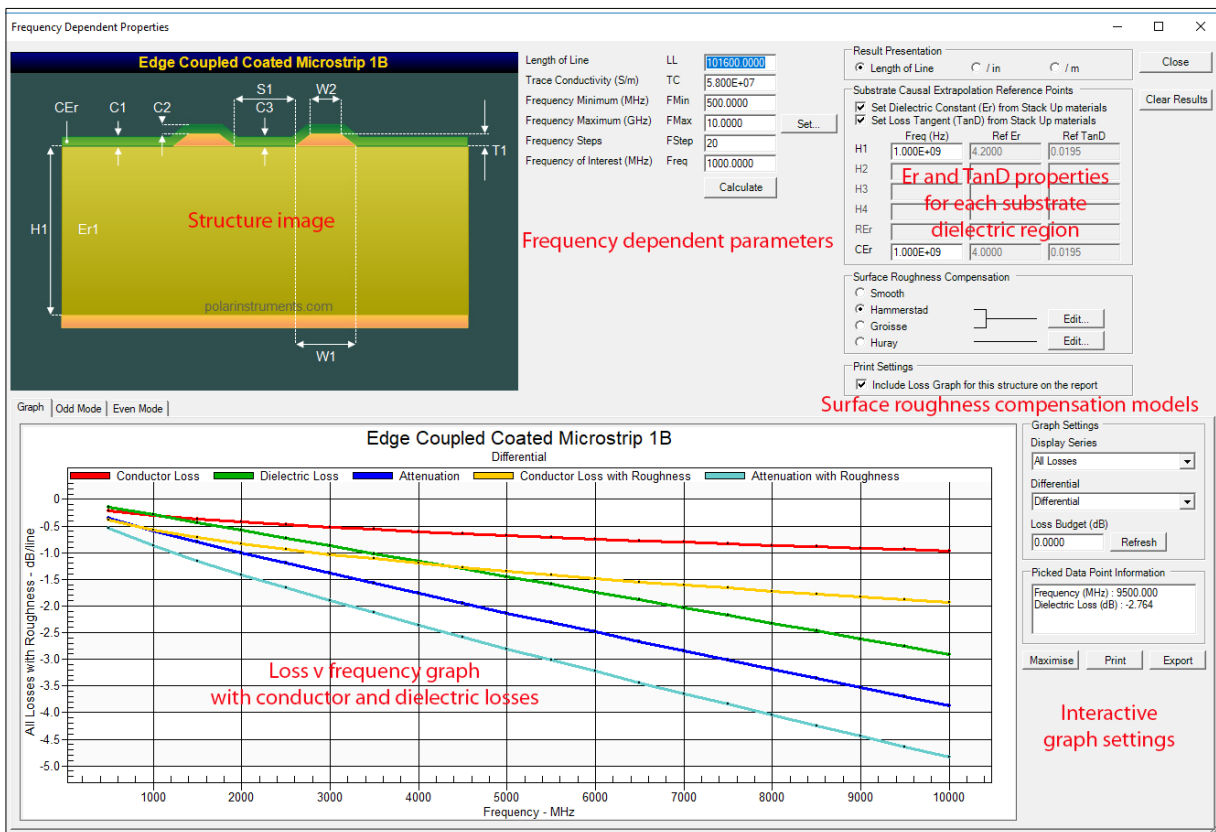 Frequency Dependent Properties
Edge Coupled Coated Microstrip 1B
CEr C1 C2 S1 C3 W2
T1
H1 Er1
Structure image
polarinstruments.com
W1
Length of Line LL 101600.0000
Trace Conductivity (S/m) TC 5.800E+07
Frequency Minimum (MHz) FMin 500.0000
Frequency Maximum (GHz) FMax 10.0000 Set...
Frequency Steps FStep 20
Frequency of Interest (MHz) Freq 1000.0000
Calculate
Frequency dependent parameters
Result Presentation
Length of Line / in / m
Close
Clear Results
Substrate Causal Extrapolation Reference Points
Set Dielectric Constant (Er) from Stack Up materials
Set Loss Tangent (TanD) from Stack Up materials
Freq (Hz) Ref Er Ref TanD
H1 1.000E+09 4.2000 0.0195
H2
H3
H4
REr
CEr 1.000E+09 4.0000 0.0195
Er and TanD properties
for each substrate
dielectric region
Surface Roughness Compensation
Smooth
Hammerstad
Groisse
Huray
Edit...
Edit...
Print Settings
Include Loss Graph for this structure on the report
Surface roughness compensation models
Graph Odd Mode Even Mode
Edge Coupled Coated Microstrip 1B
Differential
Conductor Loss Dielectric Loss Attenuation Conductor Loss with Roughness Attenuation with Roughness
All Losses with Roughness - dB/line
0
-0.5
-1.0
-1.5
-2.0
-2.5
-3.0
-3.5
-4.0
-4.5
-5.0
Loss v frequency graph
with conductor and dielectric losses
1000 2000 3000 4000 5000 6000 7000 8000 9000 10000
Frequency - MHz
Graph Settings
Display Series
All Losses
Differential
Differential
Loss Budget (dB)
0.0000 Refresh
Picked Data Point Information
Frequency (MHz) : 9500.000
Dielectric Loss (dB) : -2.764
Maximise Print Export
Interactive
graph settings